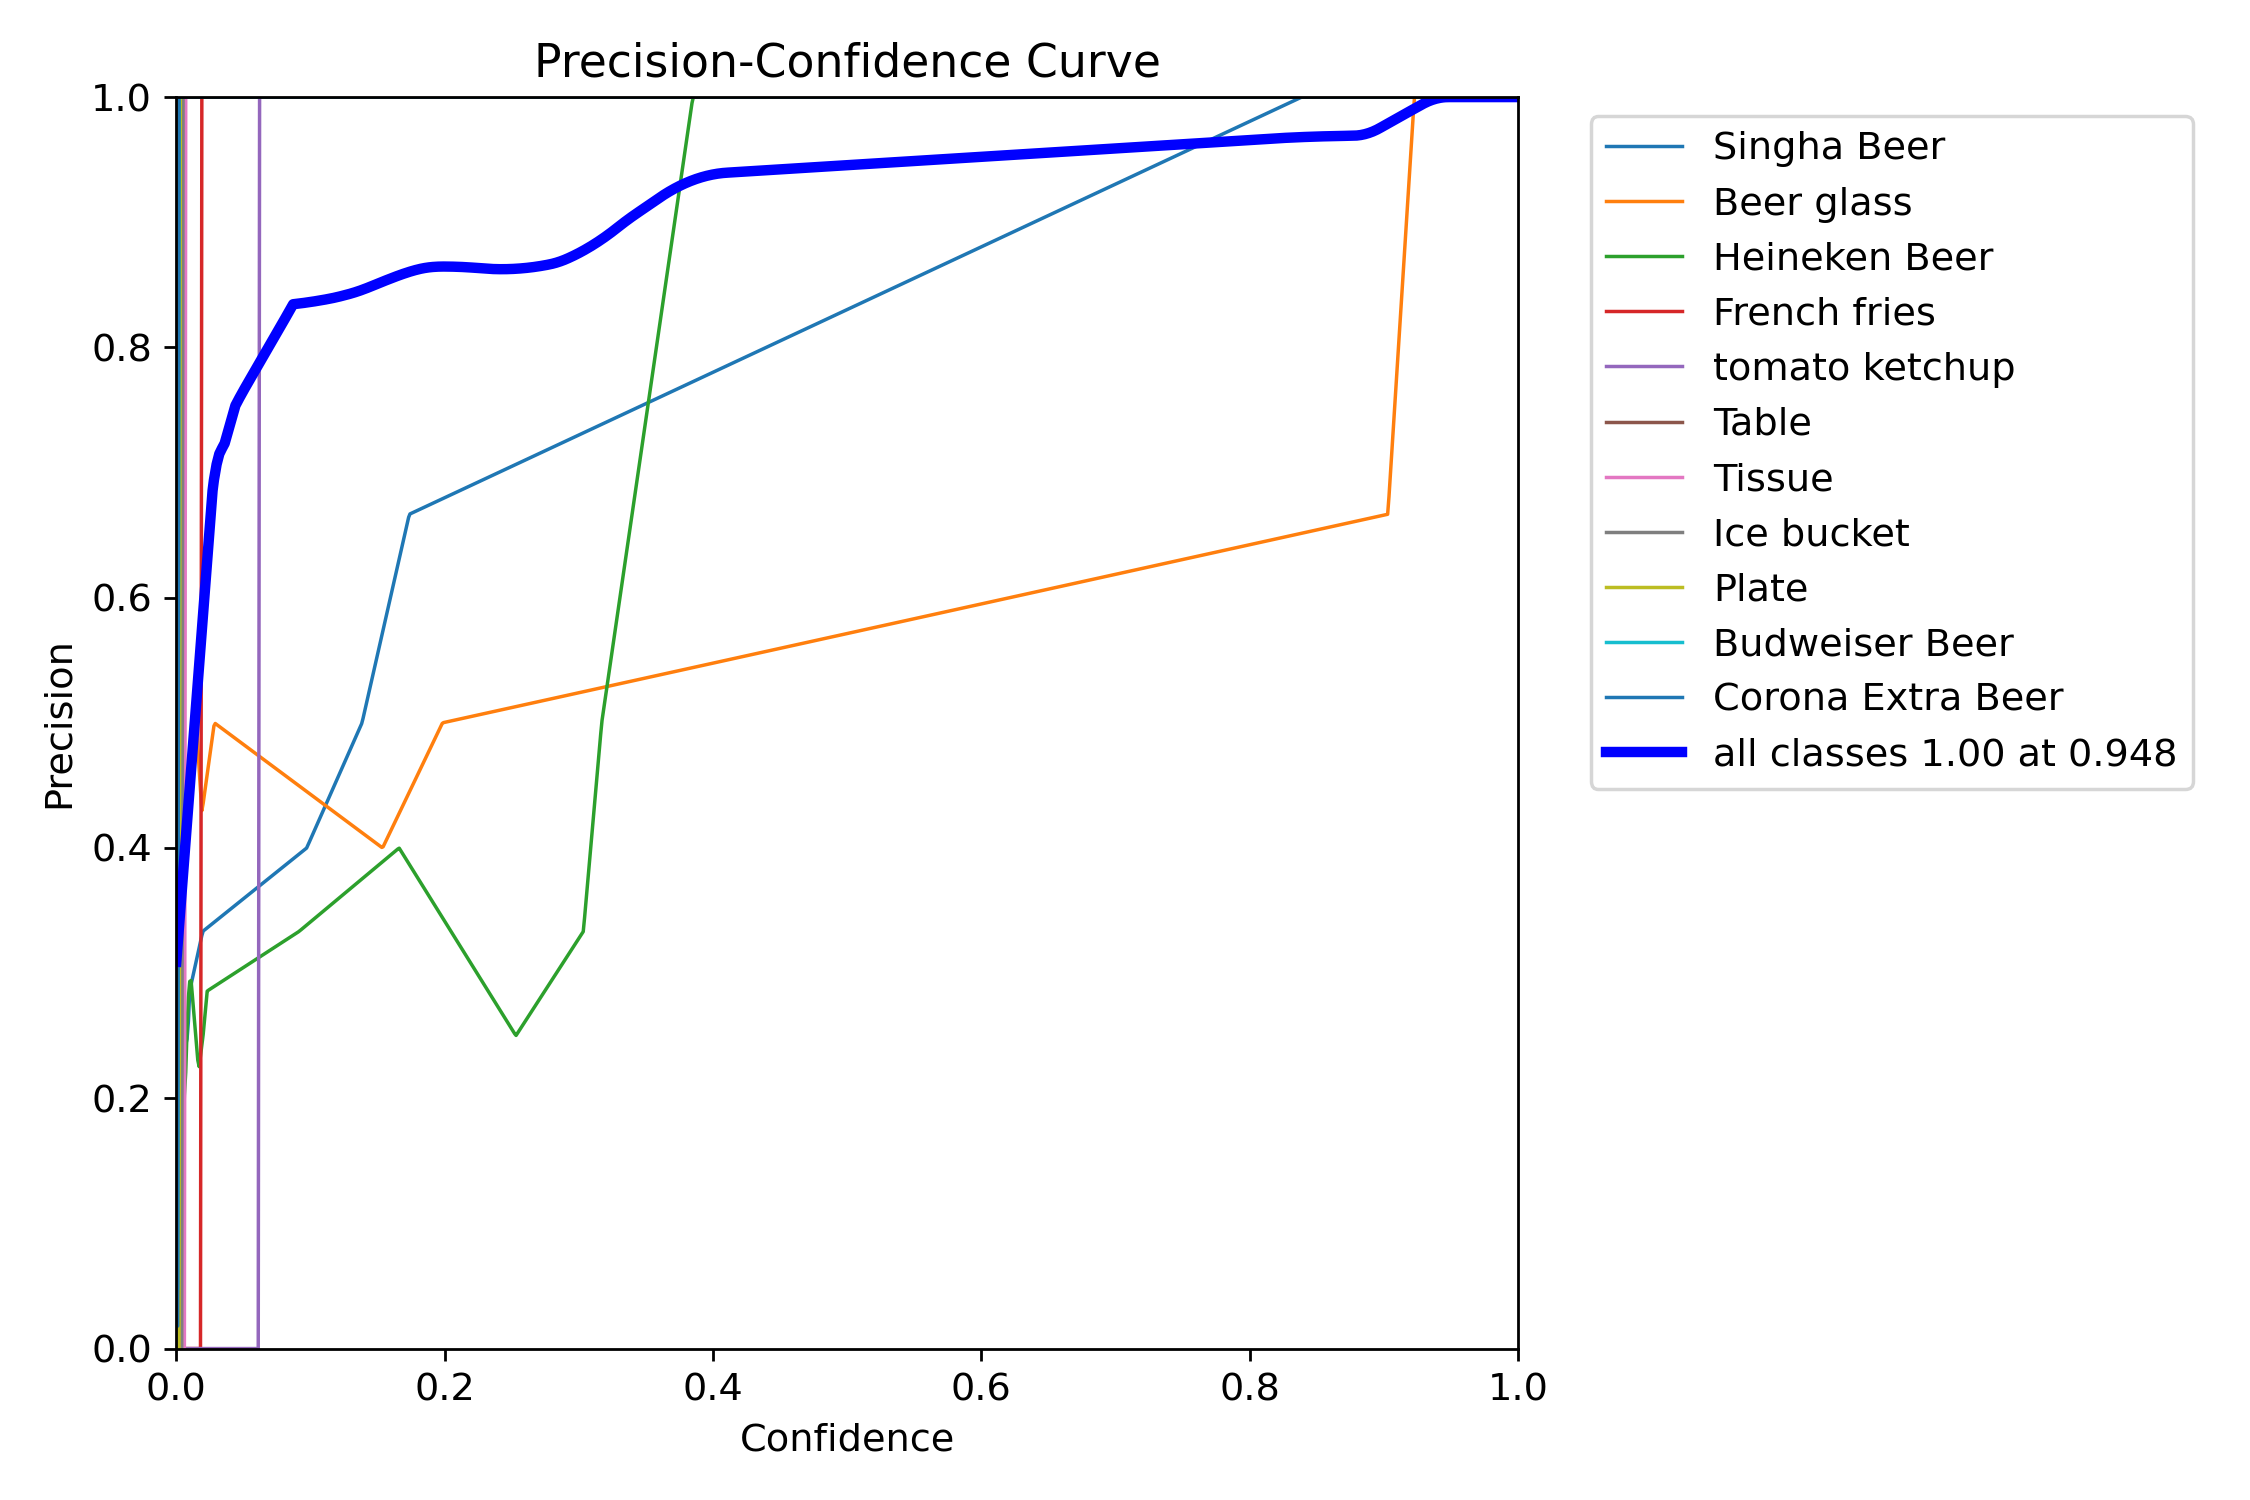 Precision-Confidence Curve
1.0
0.8
0.6
0.4
0.2
0.0
Precision
0.0 0.2 0.4 0.6 0.8 1.0
Confidence
Singha Beer
Beer glass
Heineken Beer
French fries
tomato ketchup
Table
Tissue
Ice bucket
Plate
Budweiser Beer
Corona Extra Beer
all classes 1.00 at 0.948